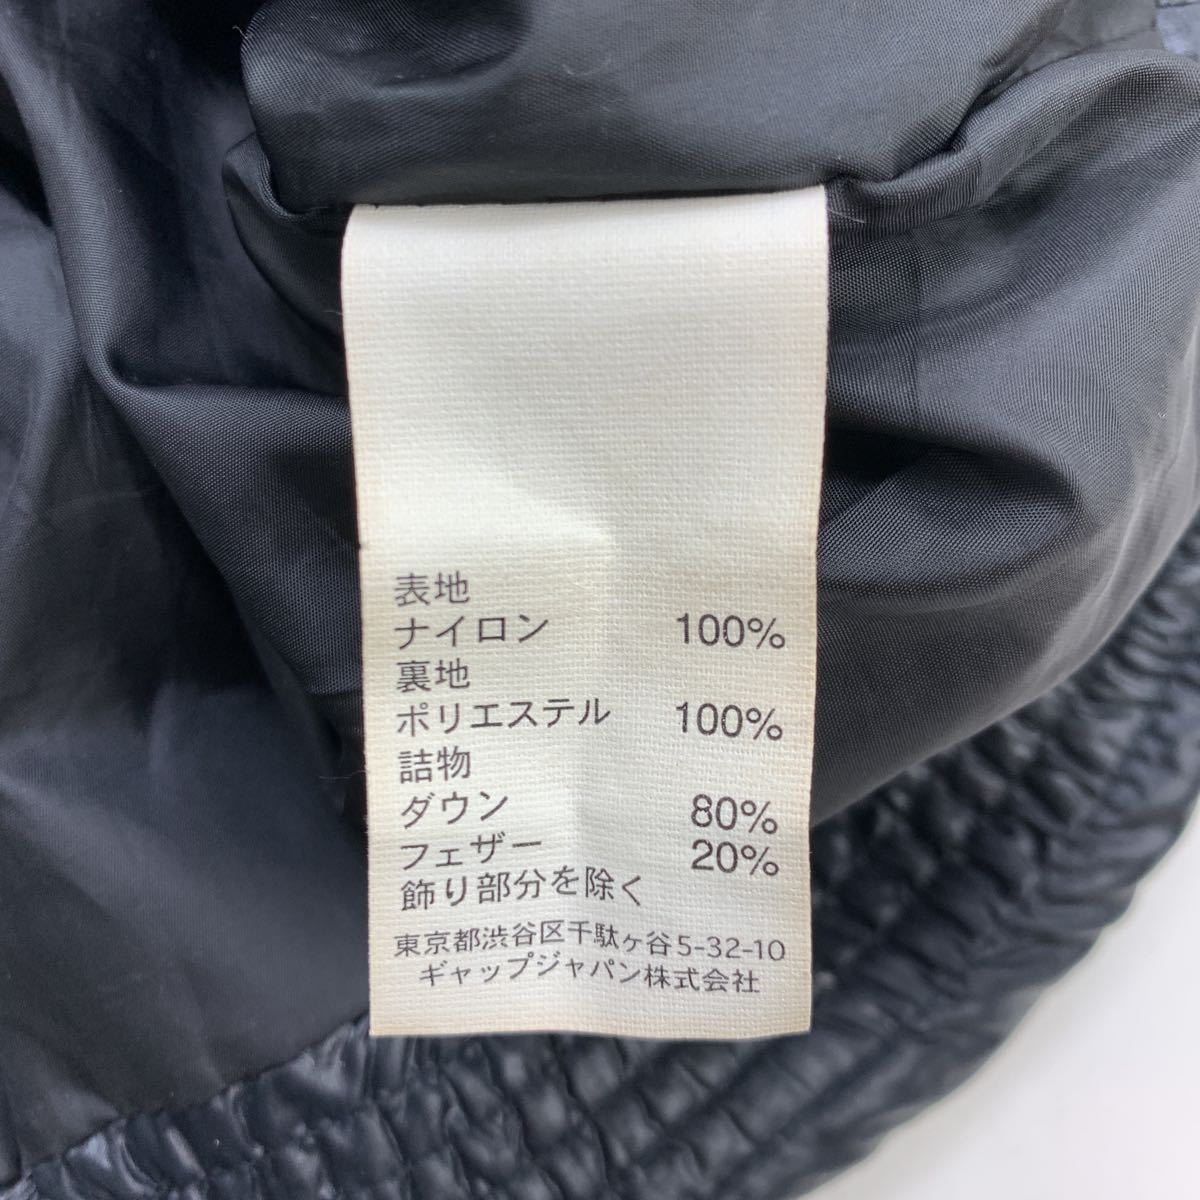 表地
ナイロン 100%
裏地
ポリエステル 100%
詰物
ダウン 80%
フェザー 20%
飾り部分を除く
東京都渋谷区千駄ヶ谷5-32-10
ギャップジャパン株式会社